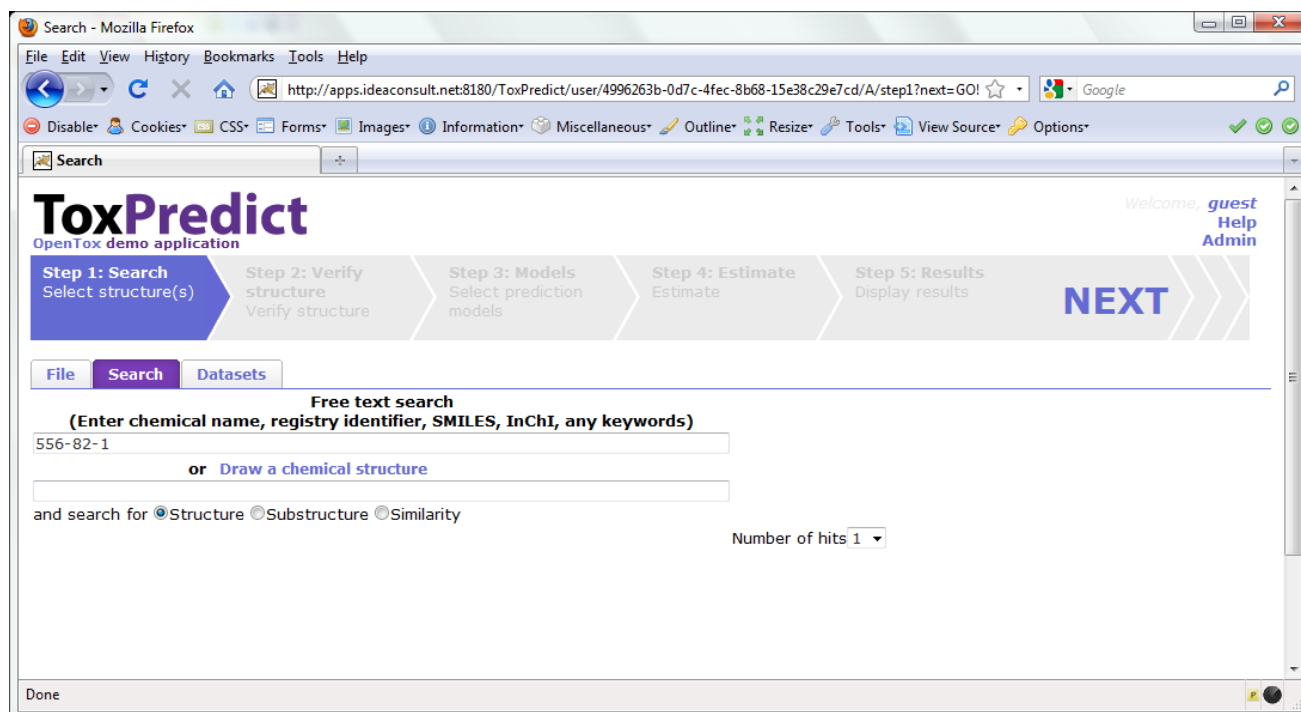 Search - Mozilla Firefox
File Edit View History Bookmarks Tools Help
http://apps.ideaconsult.net:8180/ToxPredict/user/4996263b-0d7c-4fec-8b68-15e38c29e7cd/A/step1?next=GO! Google
Disable Cookies CSS Forms Images Information Miscellaneous Outline Resize Tools View Source Options
Search
ToxPredict
OpenTox demo application
Welcome, guest
Help
Admin
Step 1: Search
Select structure(s)
Step 2: Verify
structure
Verify structure
Step 3: Models
Select prediction
models
Step 4: Estimate
Estimate
Step 5: Results
Display results
NEXT
File Search Datasets
Free text search
(Enter chemical name, registry identifier, SMILES, InChI, any keywords)
556-82-1
or Draw a chemical structure
and search for Structure Substructure Similarity
Number of hits 1
Done
P